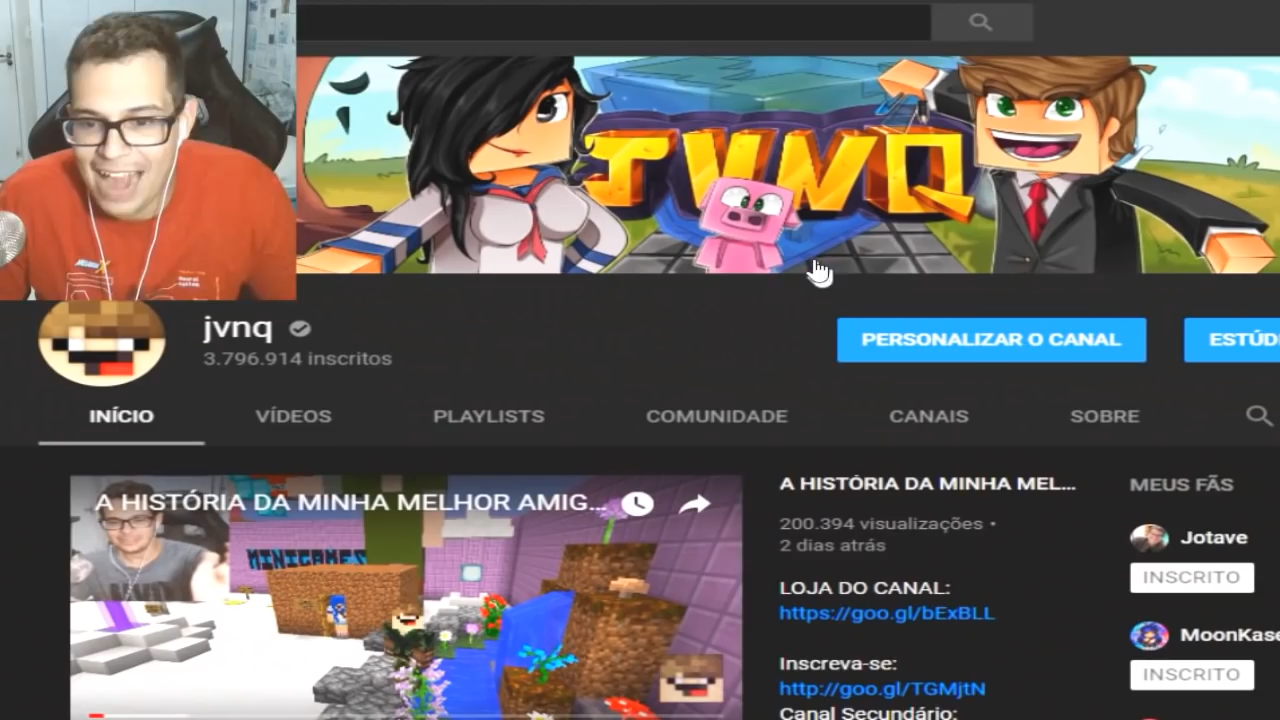 JVNQ
jvnq
3.796.914 inscritos
PERSONALIZAR O CANAL
ESTÚD
INÍCIO
VÍDEOS
PLAYLISTS
COMUNIDADE
CANAIS
SOBRE
A HISTÓRIA DA MINHA MELHOR AMIG...
MINIGAMES
A HISTÓRIA DA MINHA MEL...
200.394 visualizações •
2 dias atrás
LOJA DO CANAL:
https://goo.gl/bExBLL
Inscreva-se:
http://goo.gl/TGMjtN
Canal Secundário:
MEUS FÃS
Jotave
INSCRITO
MoonKase
INSCRITO